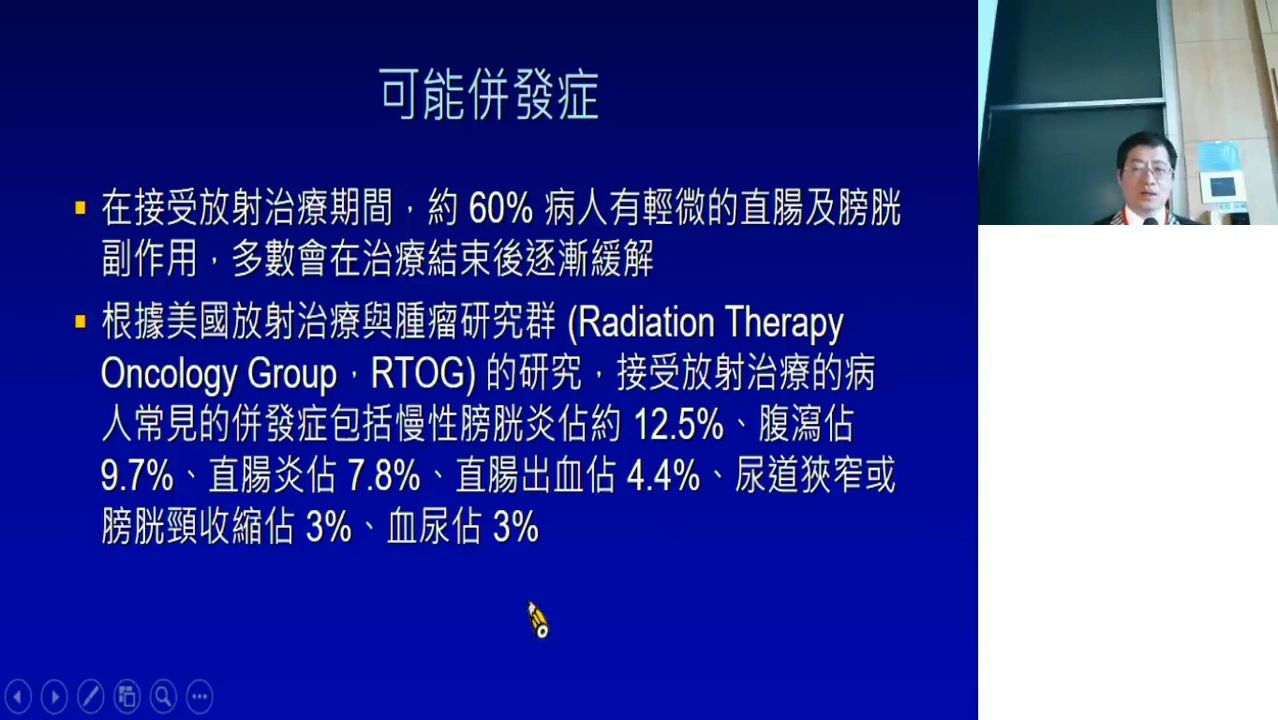 可能併發症
在接受放射治療期間，約 60% 病人有輕微的直腸及膀胱
副作用，多數會在治療結束後逐漸緩解
根據美國放射治療與腫瘤研究群 (Radiation Therapy
Oncology Group，RTOG) 的研究，接受放射治療的病
人常見的併發症包括慢性膀胱炎佔約 12.5%、腹瀉佔
9.7%、直腸炎佔 7.8%、直腸出血佔 4.4%、尿道狹窄或
膀胱頸收縮佔 3%、血尿佔 3%